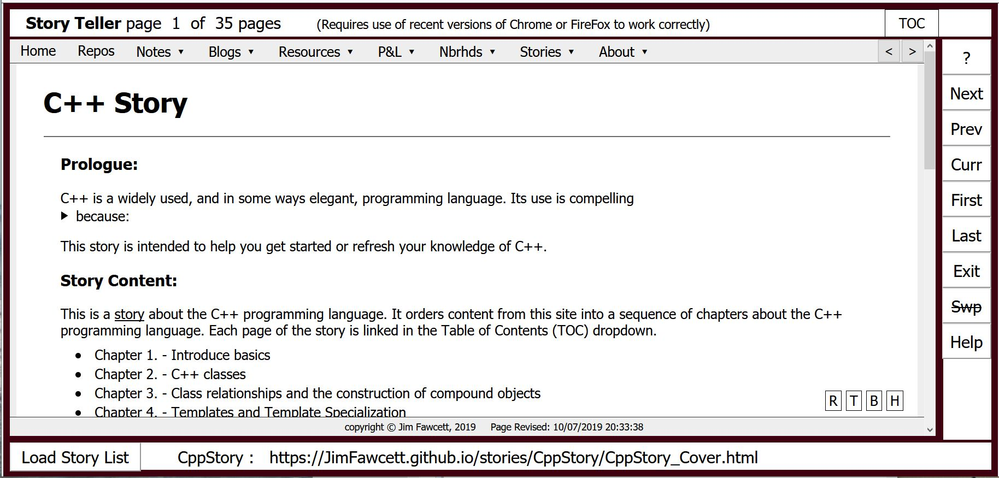 Story Teller page 1 of 35 pages (Requires use of recent versions of Chrome or FireFox to work correctly) TOC
Home Repos Notes ▼ Blogs ▼ Resources ▼ P&L ▼ Nbrhds ▼ Stories ▼ About ▼ < >
?
Next
Prev
Curr
First
Last
Exit
Swp
Help
C++ Story
Prologue:
C++ is a widely used, and in some ways elegant, programming language. Its use is compelling
▶ because:
This story is intended to help you get started or refresh your knowledge of C++.
Story Content:
This is a story about the C++ programming language. It orders content from this site into a sequence of chapters about the C++
programming language. Each page of the story is linked in the Table of Contents (TOC) dropdown.
• Chapter 1. - Introduce basics
• Chapter 2. - C++ classes
• Chapter 3. - Class relationships and the construction of compound objects
• Chapter 4. - Templates and Template Specialization
R T B H
copyright © Jim Fawcett, 2019 Page Revised: 10/07/2019 20:33:38
Load Story List CppStory : https://JimFawcett.github.io/stories/CppStory/CppStory_Cover.html